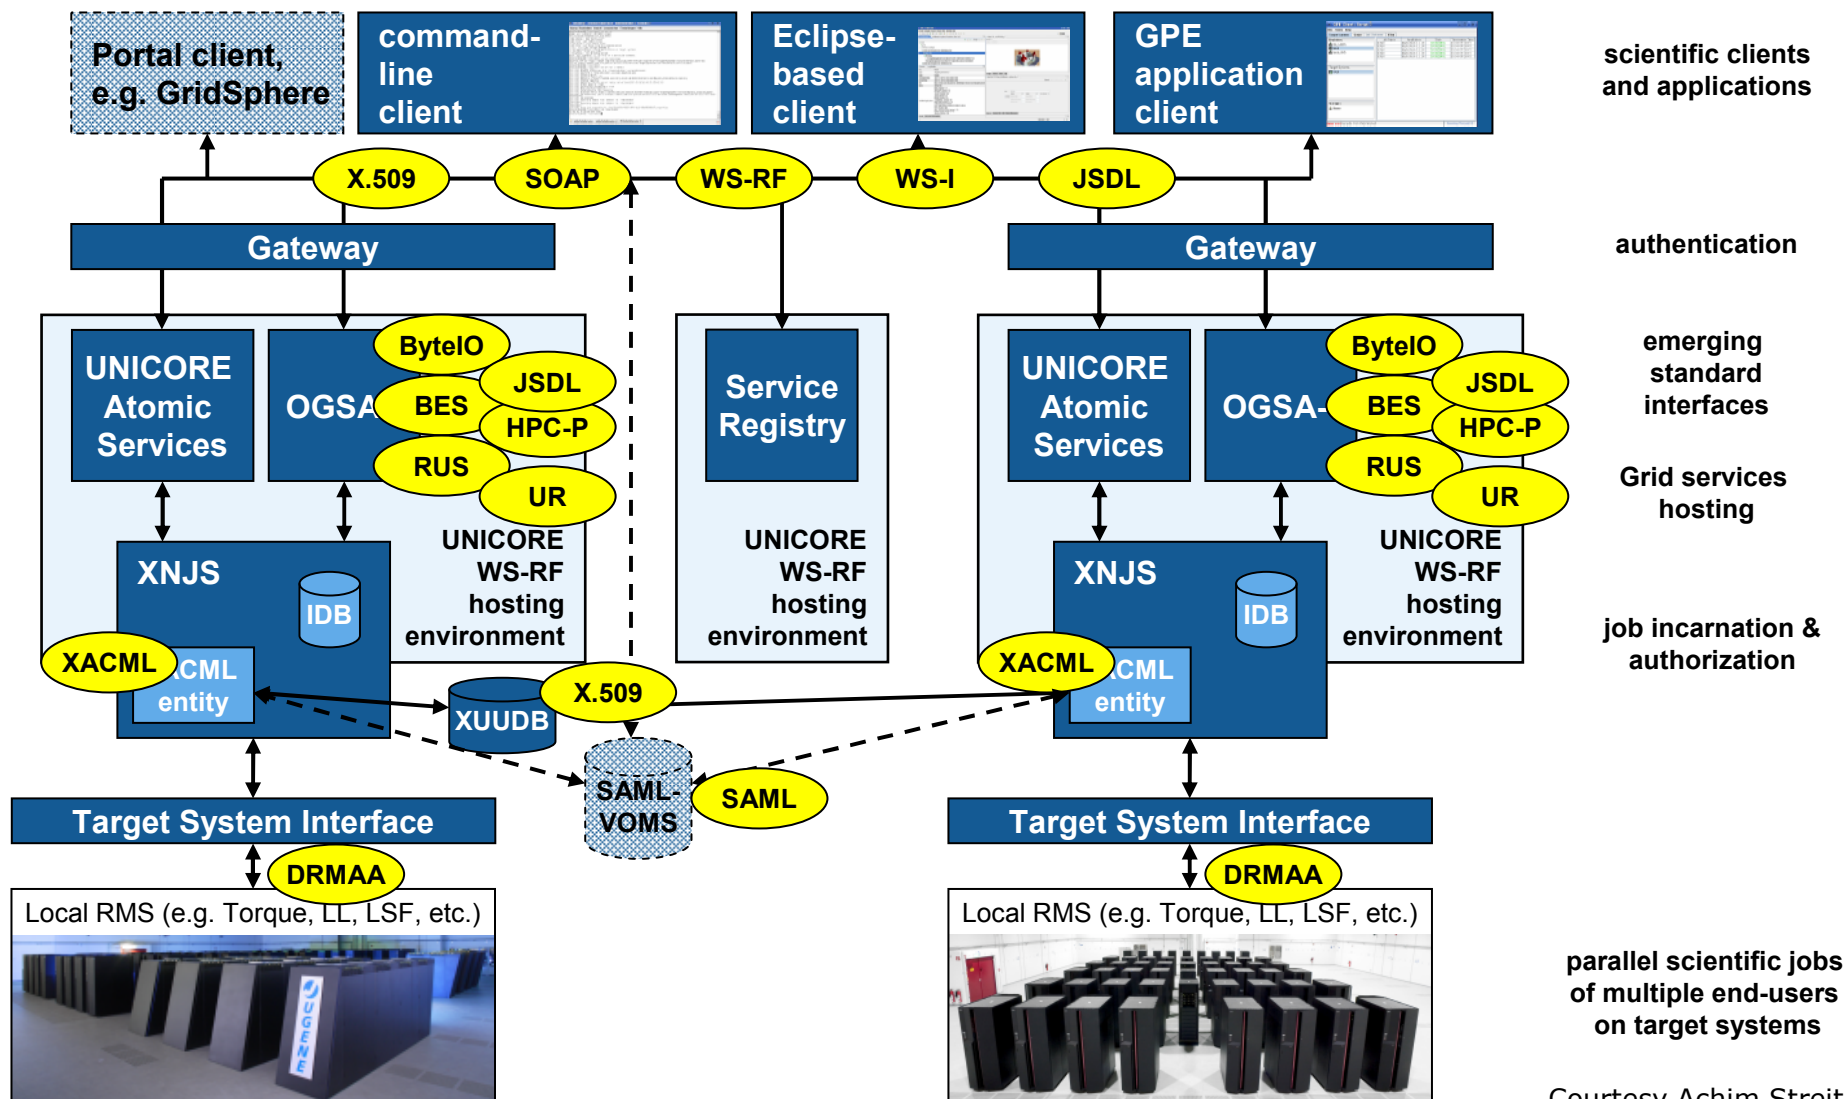 Portal client,
e.g. GridSphere
command-
line
client
Eclipse-
based
client
GPE
application
client
scientific clients
and applications
X.509
SOAP
WS-RF
WS-I
JSDL
Gateway
Gateway
authentication
UNICORE
Atomic
Services
OGSA
ByteIO
JSDL
BES
HPC-P
RUS
UR
Service
Registry
UNICORE
Atomic
Services
OGSA-
ByteIO
JSDL
BES
HPC-P
RUS
UR
emerging
standard
interfaces
Grid services
hosting
UNICORE
WS-RF
hosting
environment
UNICORE
WS-RF
hosting
environment
UNICORE
WS-RF
hosting
environment
XNJS
IDB
XACML
ACML
entity
XUUDB
X.509
XNJS
IDB
XACML
ACML
entity
job incarnation &
authorization
SAML-
VOMS
SAML
Target System Interface
Target System Interface
DRMAA
DRMAA
Local RMS (e.g. Torque, LL, LSF, etc.)
Local RMS (e.g. Torque, LL, LSF, etc.)
JUGENE
parallel scientific jobs
of multiple end-users
on target systems
Courtesy Achim Streit